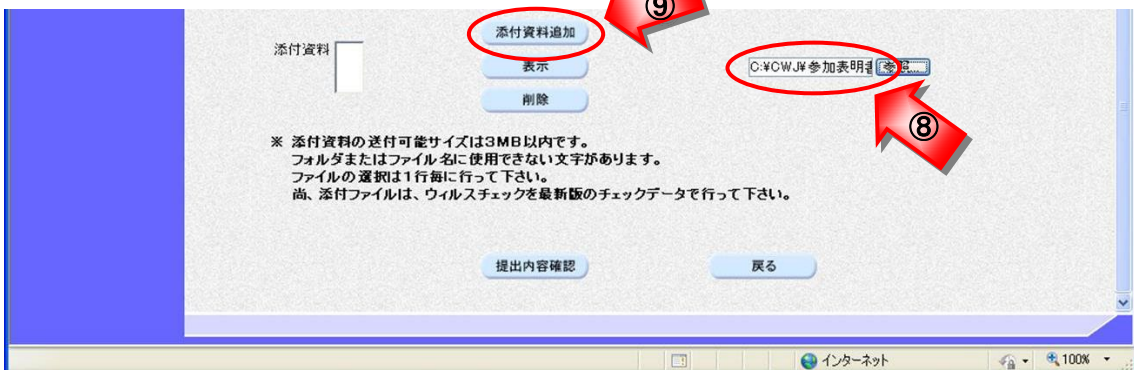 ⑨
添付資料追加
添付資料
表示
C:¥CWJ¥参加表明書 参照...
削除
⑧
※ 添付資料の送付可能サイズは3MB以内です。
フォルダまたはファイル名に使用できない文字があります。
ファイルの選択は1行毎に行って下さい。
尚、添付ファイルは、ウィルスチェックを最新版のチェックデータで行って下さい。
提出内容確認
戻る
インターネット
100%